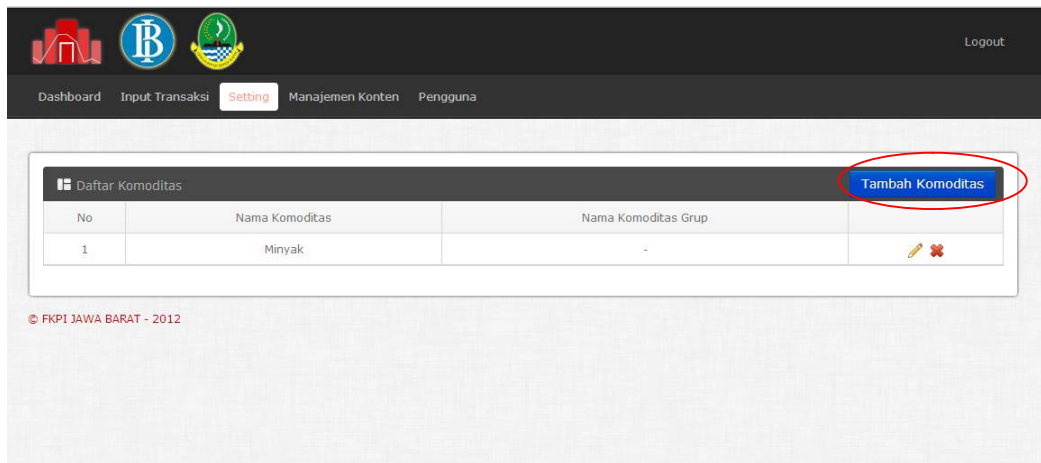 Logout
Dashboard Input Transaksi Setting Manajemen Konten Pengguna
Daftar Komoditas Tambah Komoditas
No Nama Komoditas Nama Komoditas Grup
1 Minyak -
© FKPI JAWA BARAT - 2012